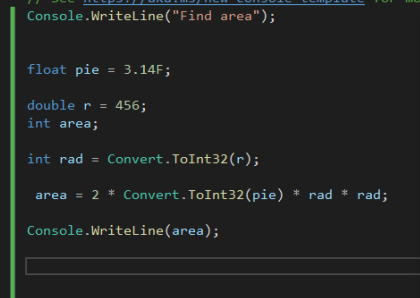 // See https://aka.ms/new-console-template for mo
Console.WriteLine("Find area");
float pie = 3.14F;
double r = 456;
int area;
int rad = Convert.ToInt32(r);
area = 2 * Convert.ToInt32(pie) * rad * rad;
Console.WriteLine(area);